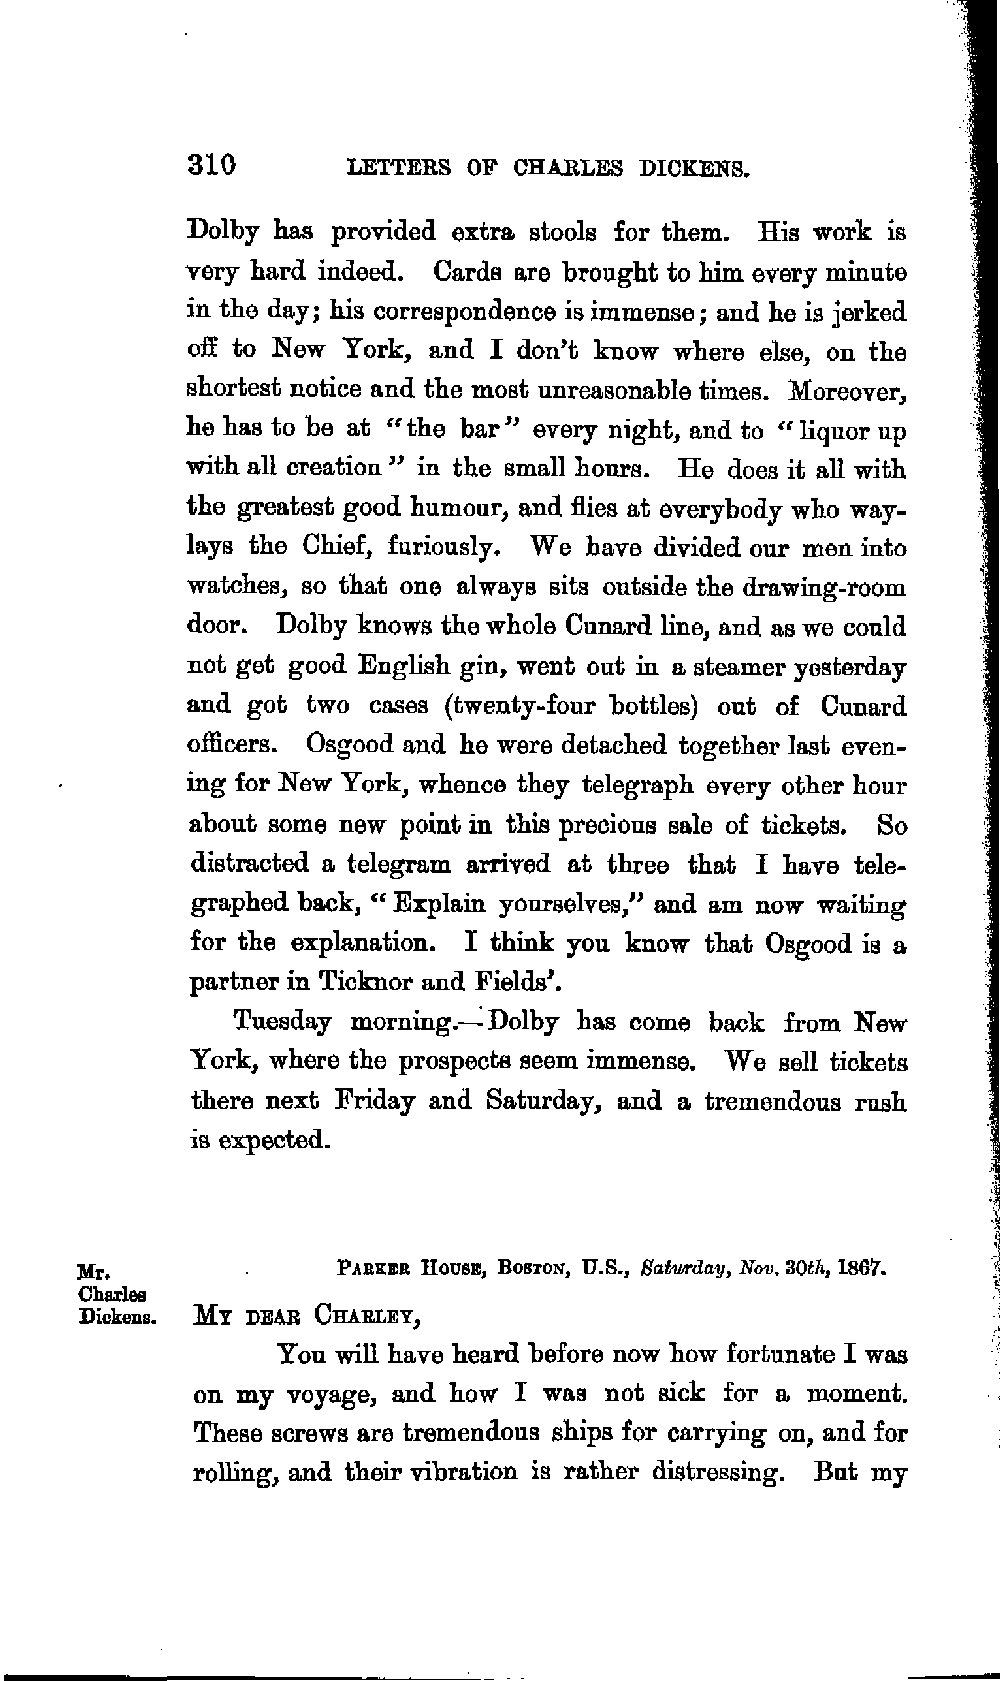 310 LETTERS OF CHARLES DICKENS.
Dolby has provided extra stools for them. His work is
very hard indeed. Cards are brought to him every minute
in the day; his correspondence is immense; and he is jerked
off to New York, and I don't know where else, on the
shortest notice and the most unreasonable times. Moreover,
he has to be at "the bar" every night, and to "liquor up
with all creation" in the small hours. He does it all with
the greatest good humour, and flies at everybody who way-
lays the Chief, furiously. We have divided our men into
watches, so that one always sits outside the drawing-room
door. Dolby knows the whole Cunard line, and as we could
not get good English gin, went out in a steamer yesterday
and got two cases (twenty-four bottles) out of Cunard
officers. Osgood and he were detached together last even-
ing for New York, whence they telegraph every other hour
about some new point in this precious sale of tickets. So
distracted a telegram arrived at three that I have tele-
graphed back, "Explain yourselves," and am now waiting
for the explanation. I think you know that Osgood is a
partner in Ticknor and Fields'.
Tuesday morning.—Dolby has come back from New
York, where the prospects seem immense. We sell tickets
there next Friday and Saturday, and a tremendous rush
is expected.
Mr.
Charles
Dickens.
PARKER HOUSE, BOSTON, U.S., Saturday, Nov. 30th, 1867.
MY DEAR CHARLEY,
You will have heard before now how fortunate I was
on my voyage, and how I was not sick for a moment.
These screws are tremendous ships for carrying on, and for
rolling, and their vibration is rather distressing. But my